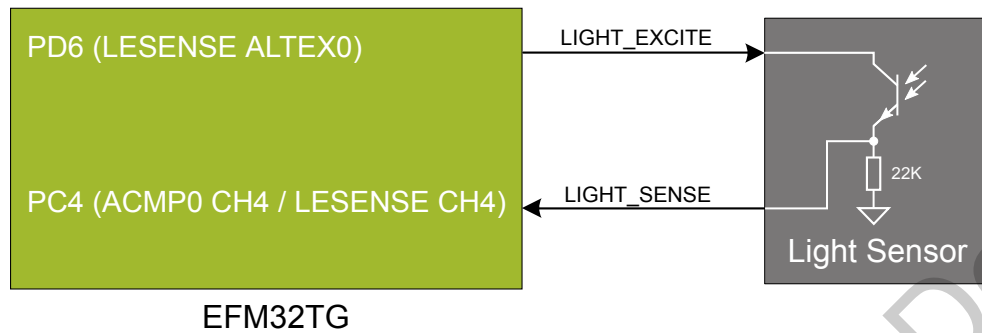 PD6 (LESENSE ALTEX0)
LIGHT_EXCITE
22K
PC4 (ACMP0 CH4 / LESENSE CH4)
LIGHT_SENSE
Light Sensor
EFM32TG